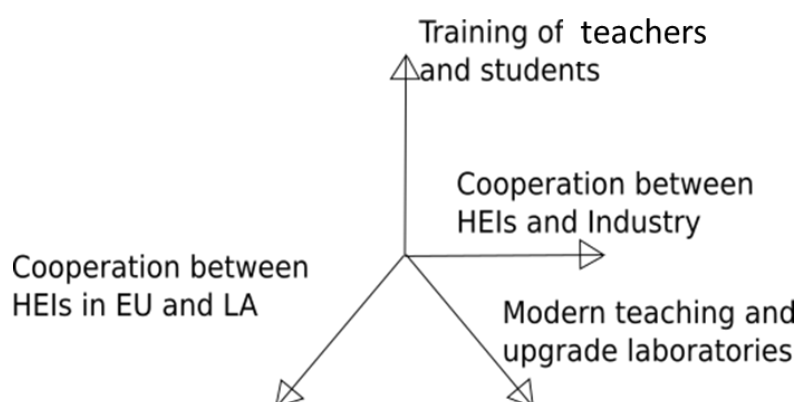 Training of teachers
and students
Cooperation between
HEIs and Industry
Cooperation between
HEIs in EU and LA
Modern teaching and
upgrade laboratories